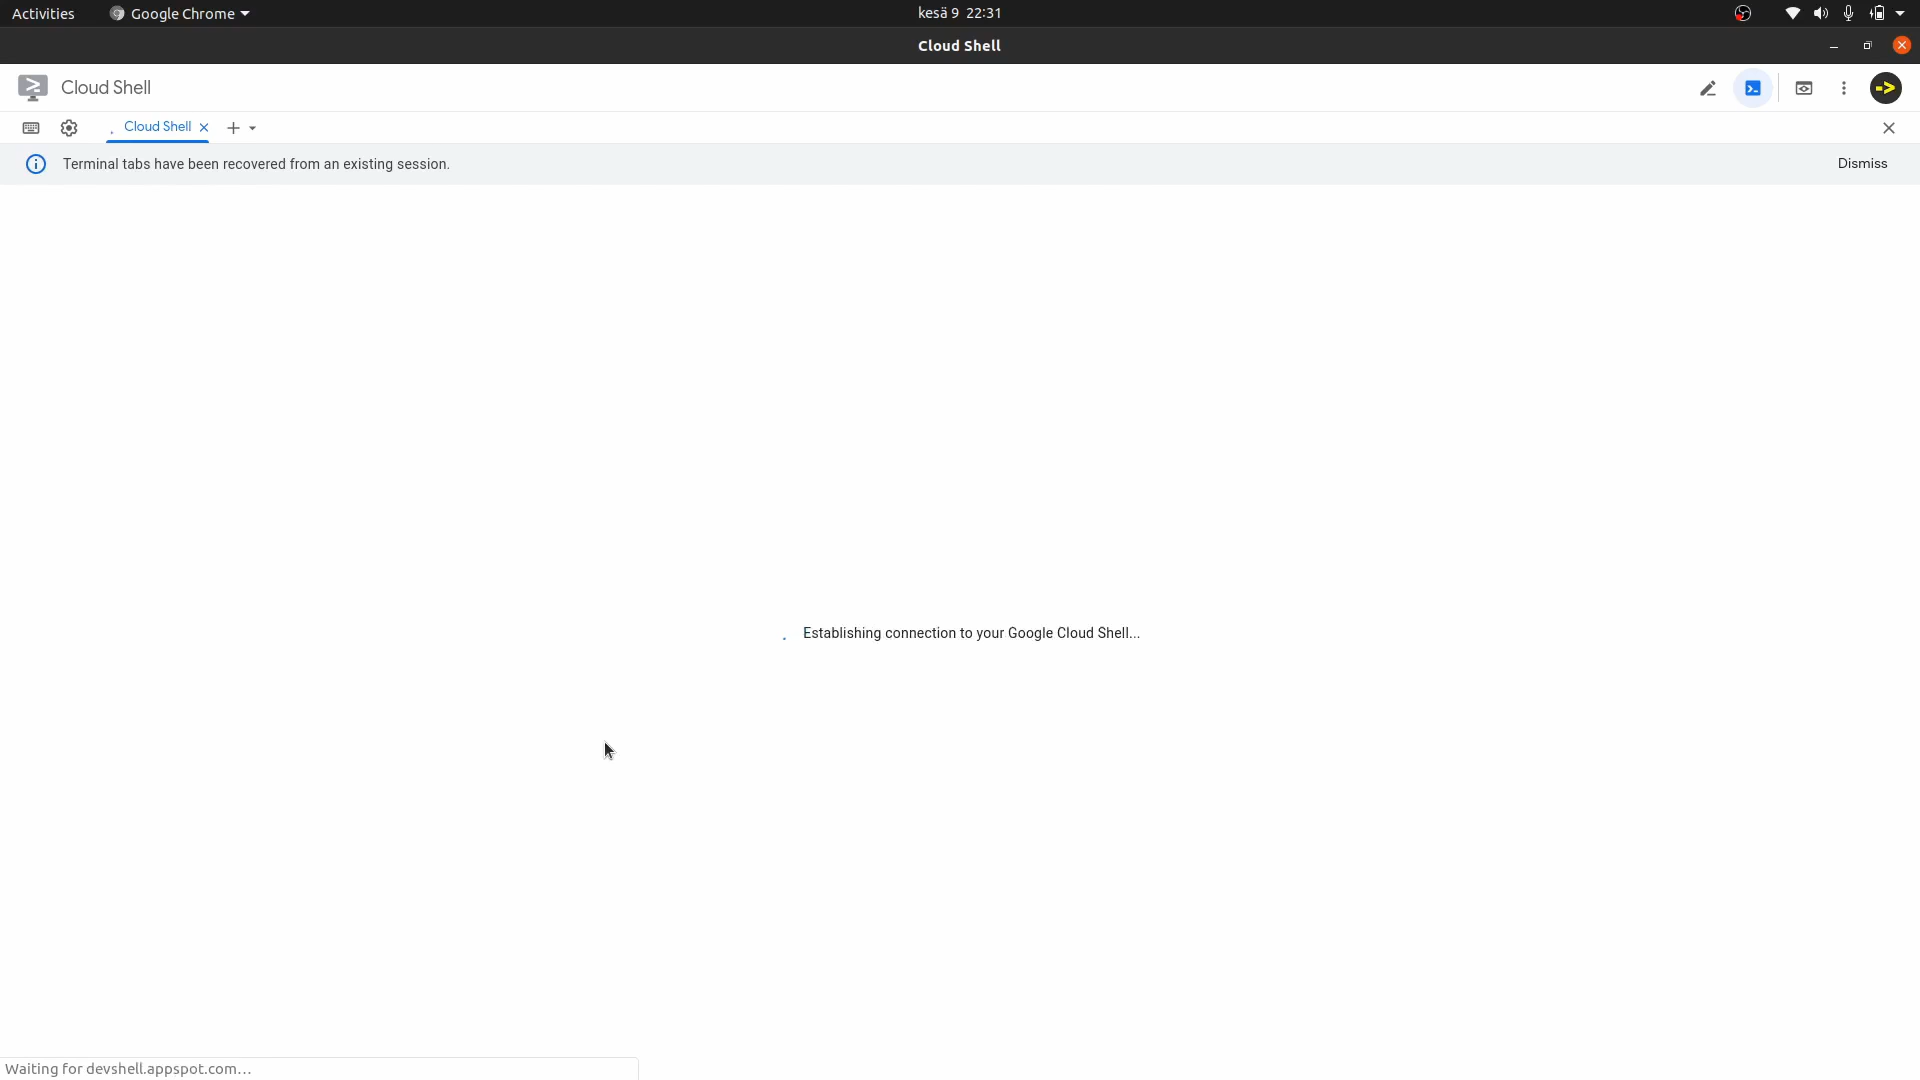 Activities
Google Chrome
kesä 9 22:31
Cloud Shell
Cloud Shell
Cloud Shell
Terminal tabs have been recovered from an existing session.
Dismiss
Establishing connection to your Google Cloud Shell...
Waiting for devshell.appspot.com...